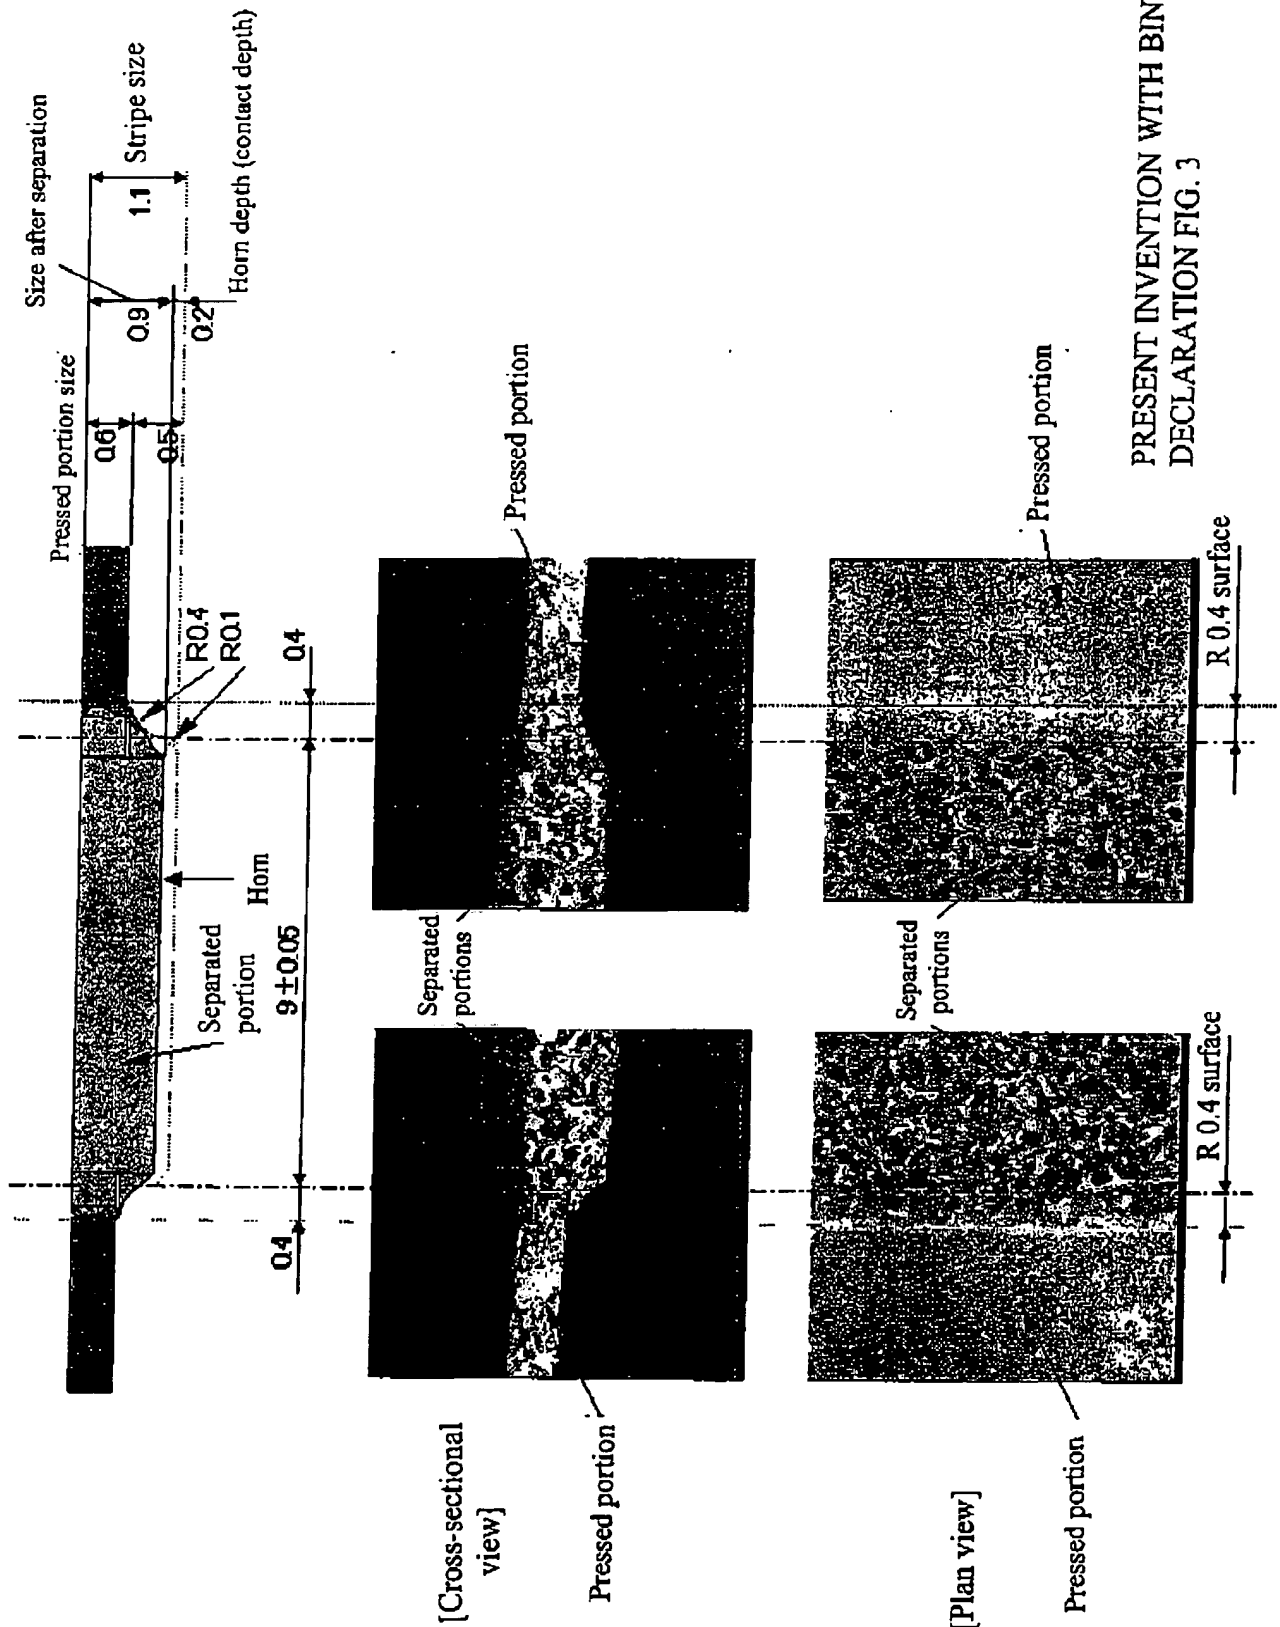 Pressed portion size
Size after separation
Stripe size
1.1
0.9
0.6
0.5
0.2
Horn depth (contact depth)
R0.4
R0.1
0.4
Horn
Separated
portion
9±0.05
0.4
[Cross-sectional
view]
Pressed portion
Separated
portions
Pressed portion
[Plan view]
Pressed portion
Separated
portions
Pressed portion
R 0.4 surface
R 0.4 surface
PRESENT INVENTION WITH BIN
DECLARATION FIG. 3